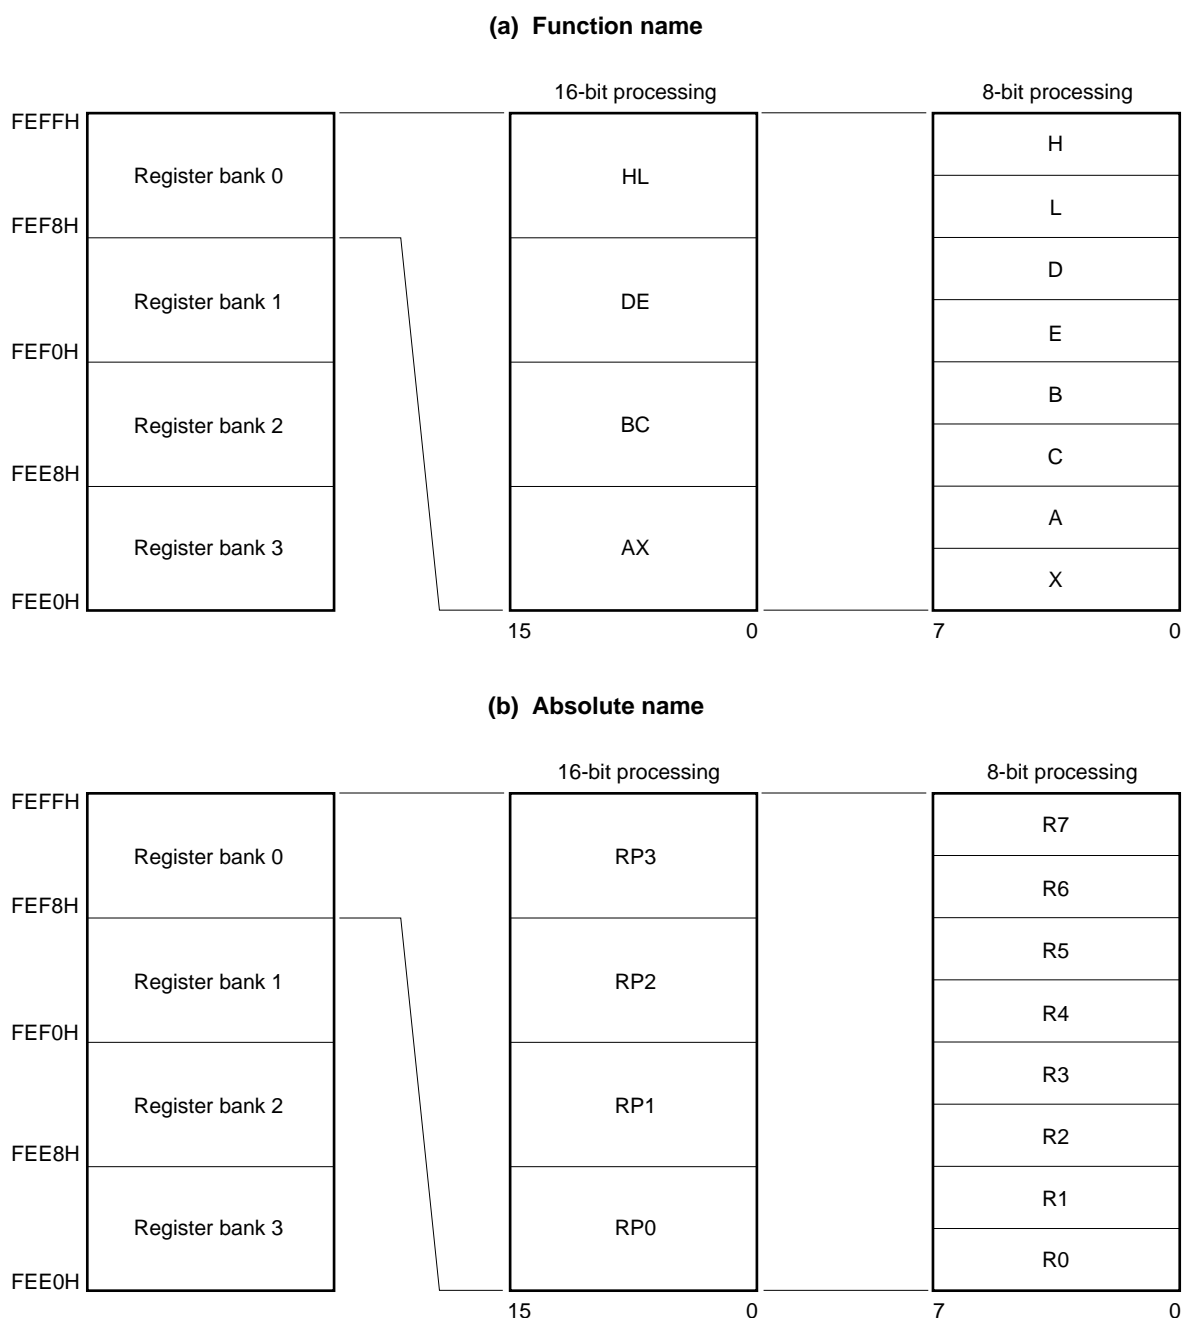 (a) Function name
16-bit processing 8-bit processing
FEFFH
Register bank 0 HL H
L
FEF8H
Register bank 1 DE D
E
FEF0H
Register bank 2 BC B
C
FEE8H
Register bank 3 AX A
X
FEE0H
15 0 7 0
(b) Absolute name
16-bit processing 8-bit processing
FEFFH
Register bank 0 RP3 R7
R6
FEF8H
Register bank 1 RP2 R5
R4
FEF0H
Register bank 2 RP1 R3
R2
FEE8H
Register bank 3 RP0 R1
R0
FEE0H
15 0 7 0